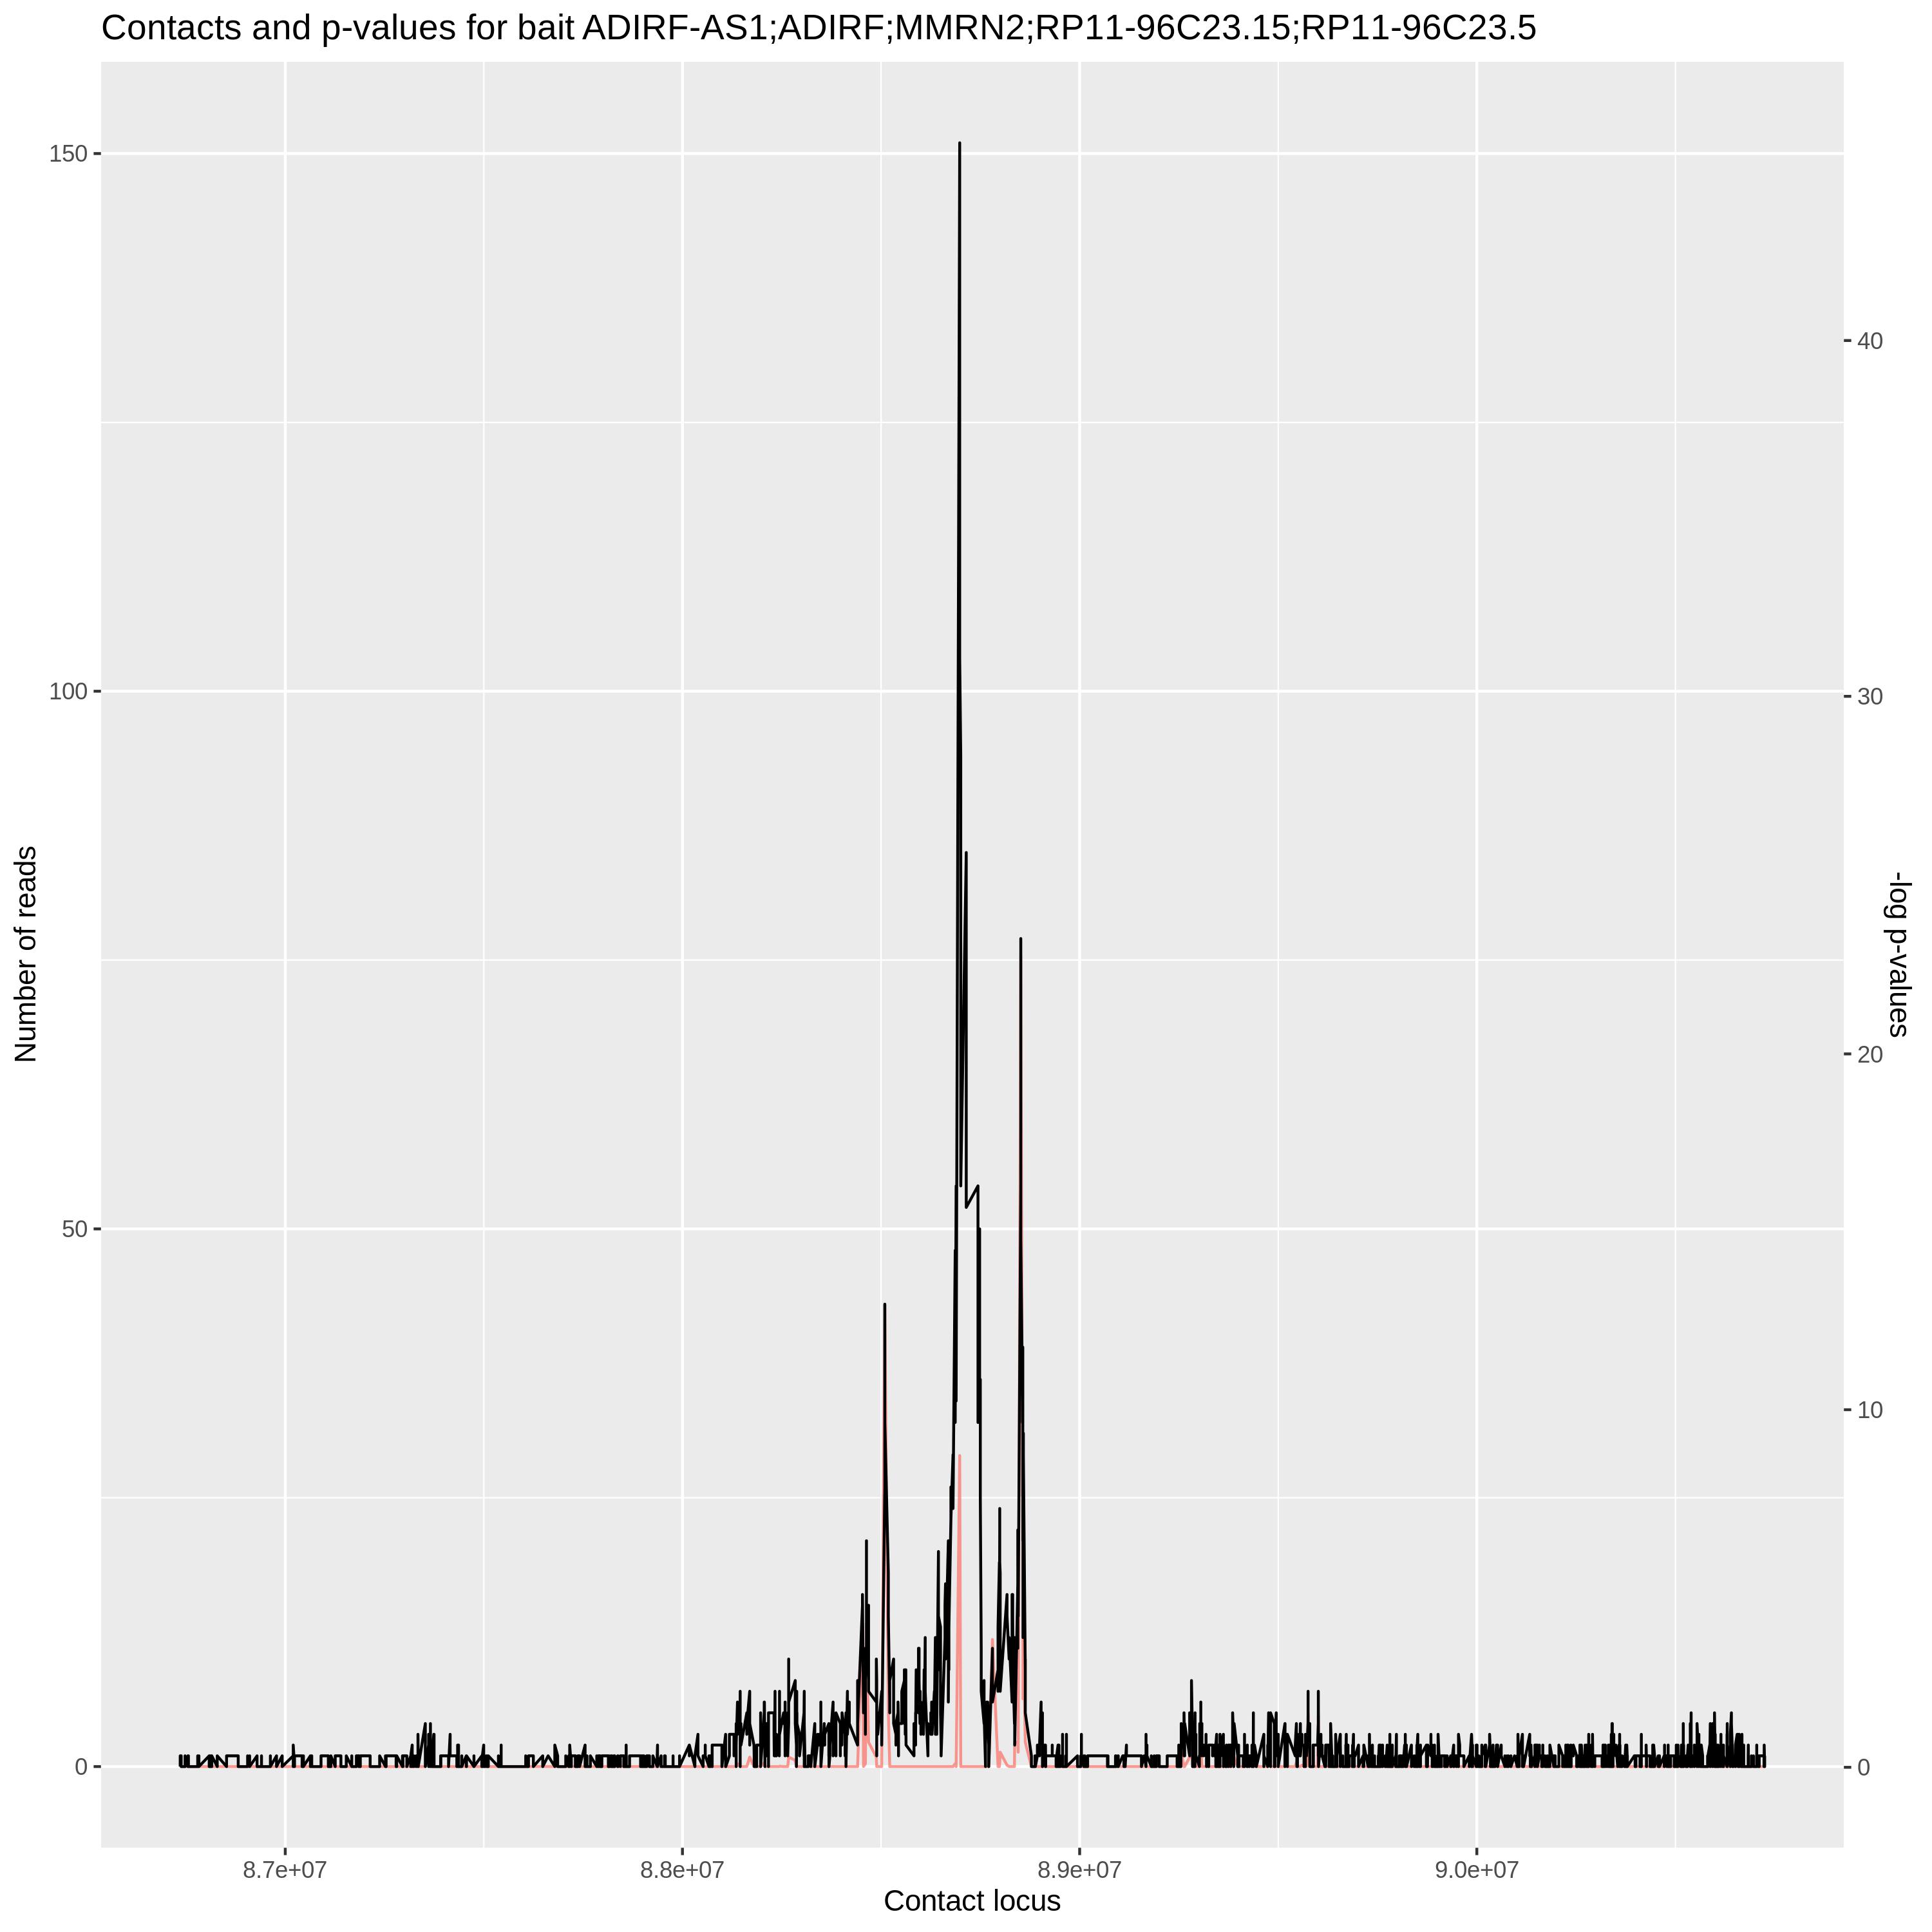 Contacts and p-values for bait ADIRF-AS1;ADIRF;MMRN2;RP11-96C23.15;RP11-96C23.5
150
100
50
0
Number of reads
40
30
20
10
0
-log p-values
8.7e+07
8.8e+07
8.9e+07
9.0e+07
Contact locus